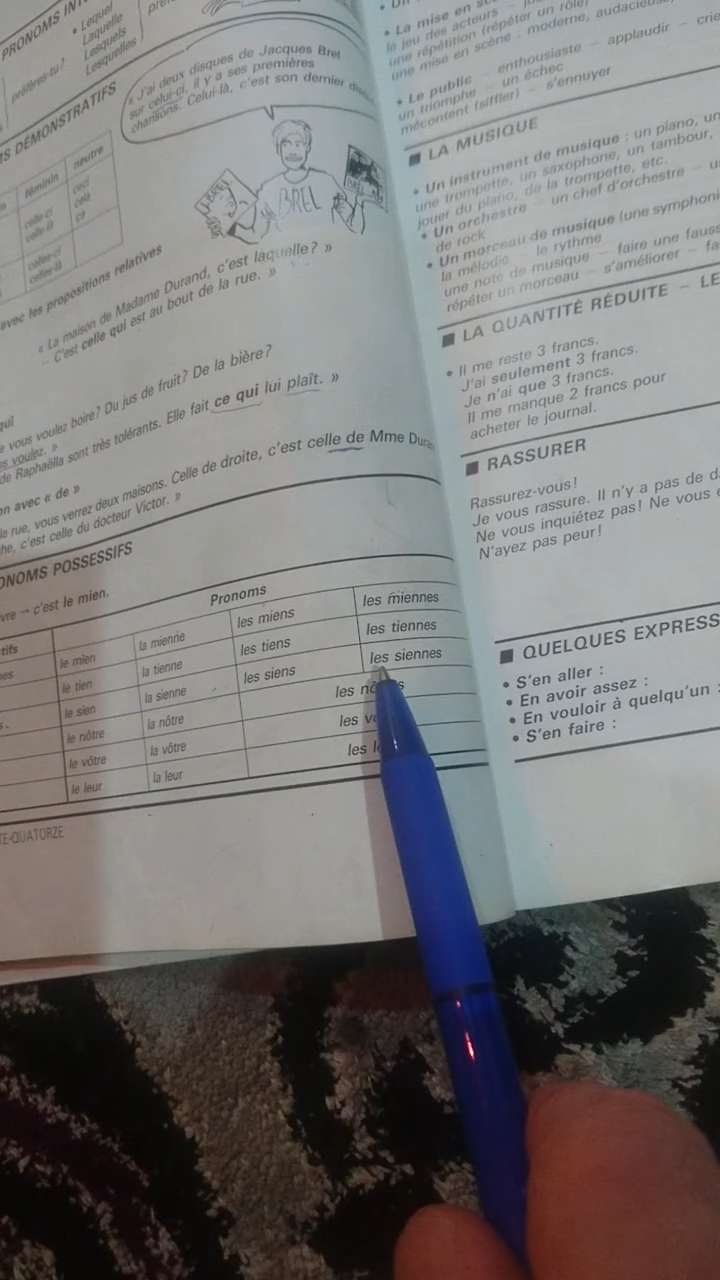 PRONOMS INT
• Lequel
Laquelle
Lesquels
Lesquelles
préférez-tu?
S DÉMONSTRATIFS
« J'ai deux disques de Jacques Brel
sur celui-ci, il y a ses premières
chansons. Celui-là, c'est son dernier
BREL
BREL
féminin
neutre
celle-ci
celle-là
ceci
cela
ça
celles-ci
celles-là
avec les propositions relatives
« La maison de Madame Durand, c'est laquelle? »
– C'est celle qui est au bout de la rue. »
qui
e vous voulez boire? Du jus de fruit? De la bière?
us voulez. »
de Raphaëlla sont très tolérants. Elle fait ce qui lui plaît. »
on avec « de »
la rue, vous verrez deux maisons. Celle de droite, c'est celle de Mme Dura
he, c'est celle du docteur Victor. »
ONOMS POSSESSIFS
vre → c'est le mien.
Pronoms
tifs
es
le mien
la mienne
les miens
les miennes
le tien
la tienne
les tiens
les tiennes
le sien
la sienne
les siens
les siennes
le nôtre
la nôtre
les
le vôtre
la vôtre
les
le leur
la leur
les
TE-QUATORZE
• La mise en
le jeu des acteurs –
une répétition (répéter un rôle)
une mise en scène : moderne, audacieuse,
• Le public – enthousiaste – applaudir – crie
un triomphe – un échec
mécontent (siffler) – s'ennuyer
■ LA MUSIQUE
• Un instrument de musique : un piano, un
une trompette, un saxophone, un tambour,
jouer du piano, de la trompette, etc.
• Un orchestre – un chef d'orchestre – u
de rock
• Un morceau de musique (une symphoni
la mélodie – le rythme
une note de musique – faire une fauss
répéter un morceau – s'améliorer – fa
■ LA QUANTITÉ RÉDUITE – LE
• Il me reste 3 francs.
J'ai seulement 3 francs.
Je n'ai que 3 francs.
Il me manque 2 francs pour
acheter le journal.
■ RASSURER
Rassurez-vous!
Je vous rassure. Il n'y a pas de d
Ne vous inquiétez pas! Ne vous
N'ayez pas peur!
■ QUELQUES EXPRESS
• S'en aller :
• En avoir assez :
• En vouloir à quelqu'un :
• S'en faire :